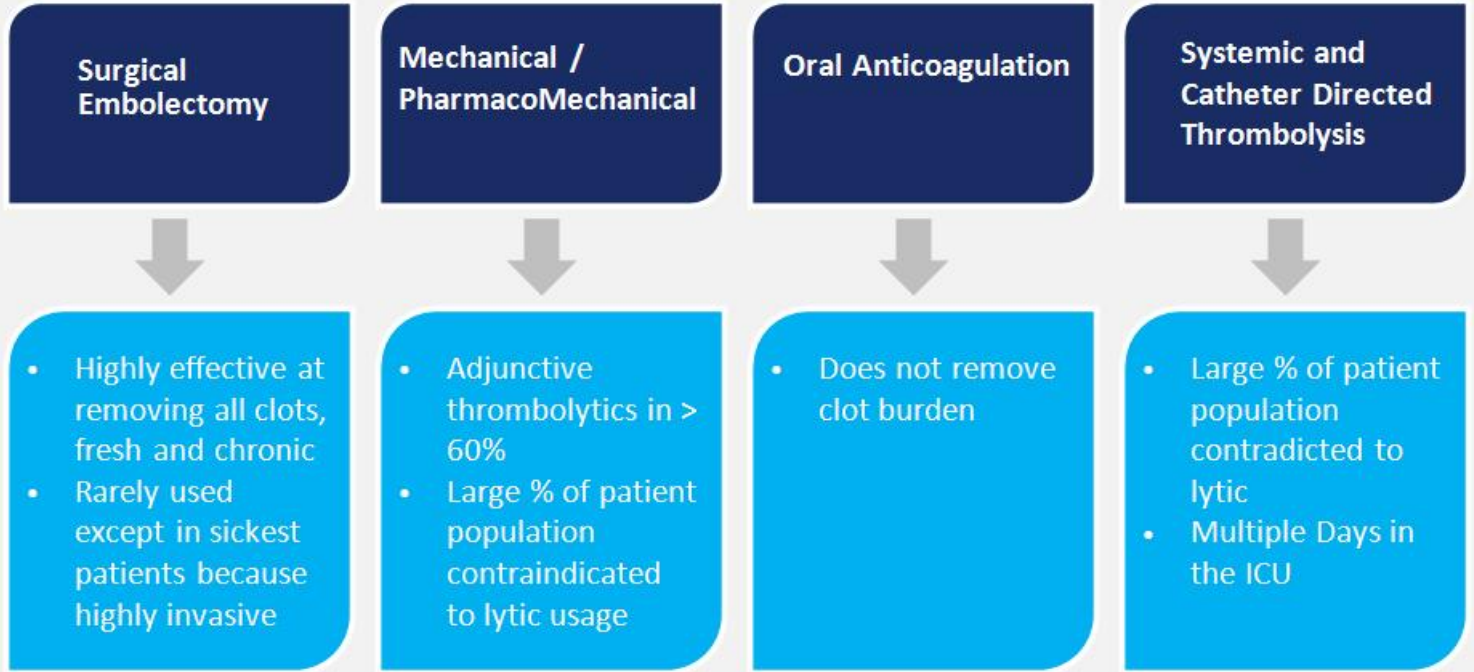 Surgical
Embolectomy
Mechanical /
PharmacoMechanical
Oral Anticoagulation
Systemic and
Catheter Directed
Thrombolysis
• Highly effective at
removing all clots,
fresh and chronic
• Rarely used
except in sickest
patients because
highly invasive
• Adjunctive
thrombolytics in >
60%
• Large % of patient
population
contraindicated
to lytic usage
• Does not remove
clot burden
• Large % of patient
population
contradicted to
lytic
• Multiple Days in
the ICU